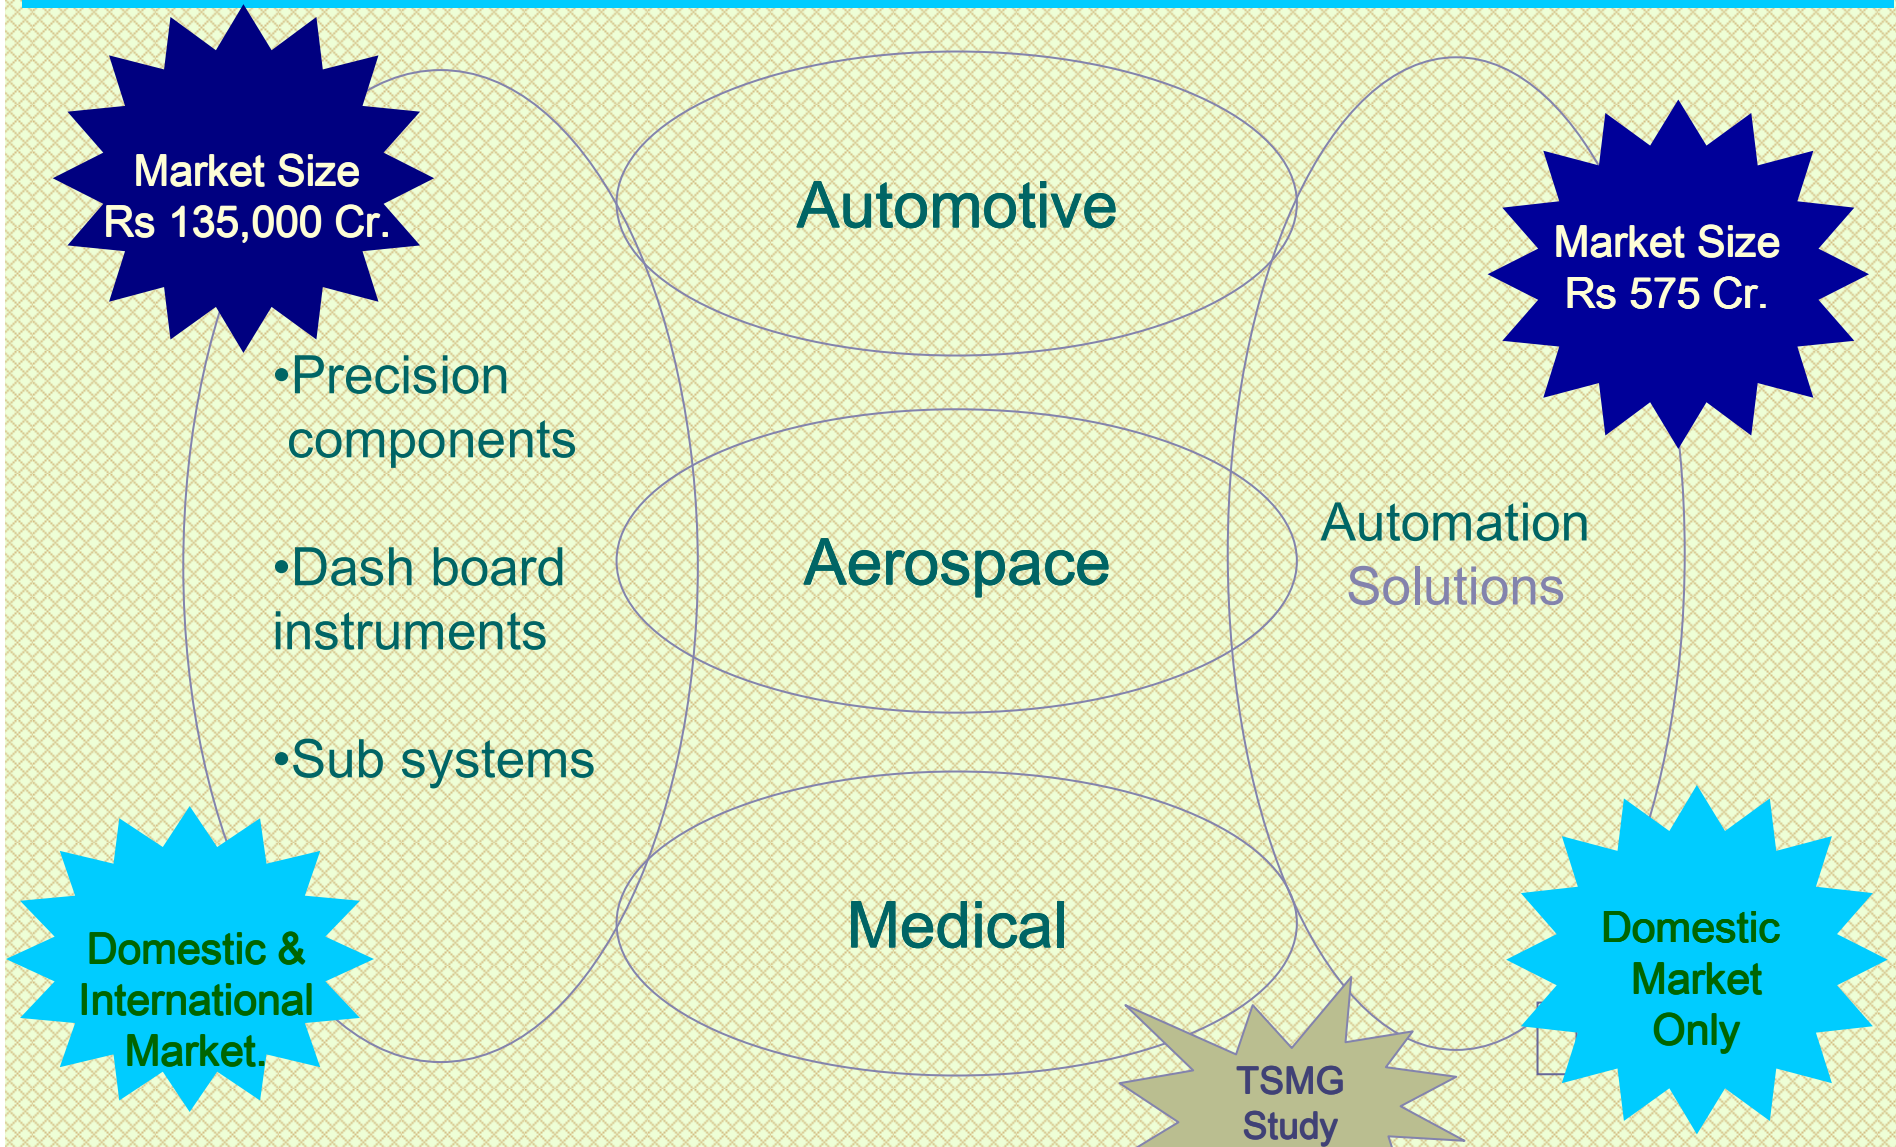 Market Size
Rs 135,000 Cr.
Automotive
Market Size
Rs 575 Cr.
•Precision
components
•Dash board
instruments
•Sub systems
Aerospace
Automation
Solutions
Medical
Domestic &
International
Market.
Domestic
Market
Only
TSMG
Study